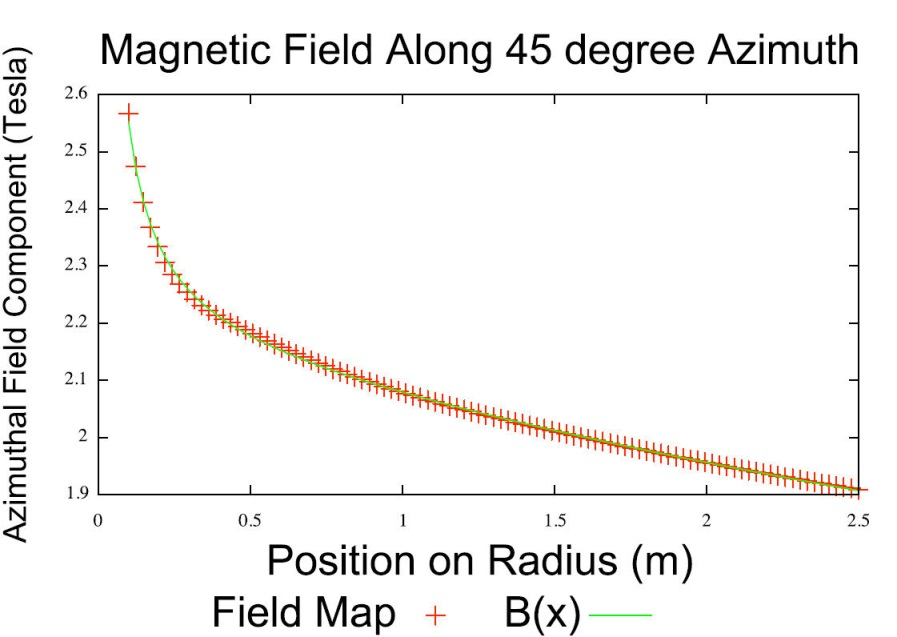 Magnetic Field Along 45 degree Azimuth
Azimuthal Field Component (Tesla)
2.6
2.5
2.4
2.3
2.2
2.1
2
1.9
0 0.5 1 1.5 2 2.5
Position on Radius (m)
Field Map B(x)